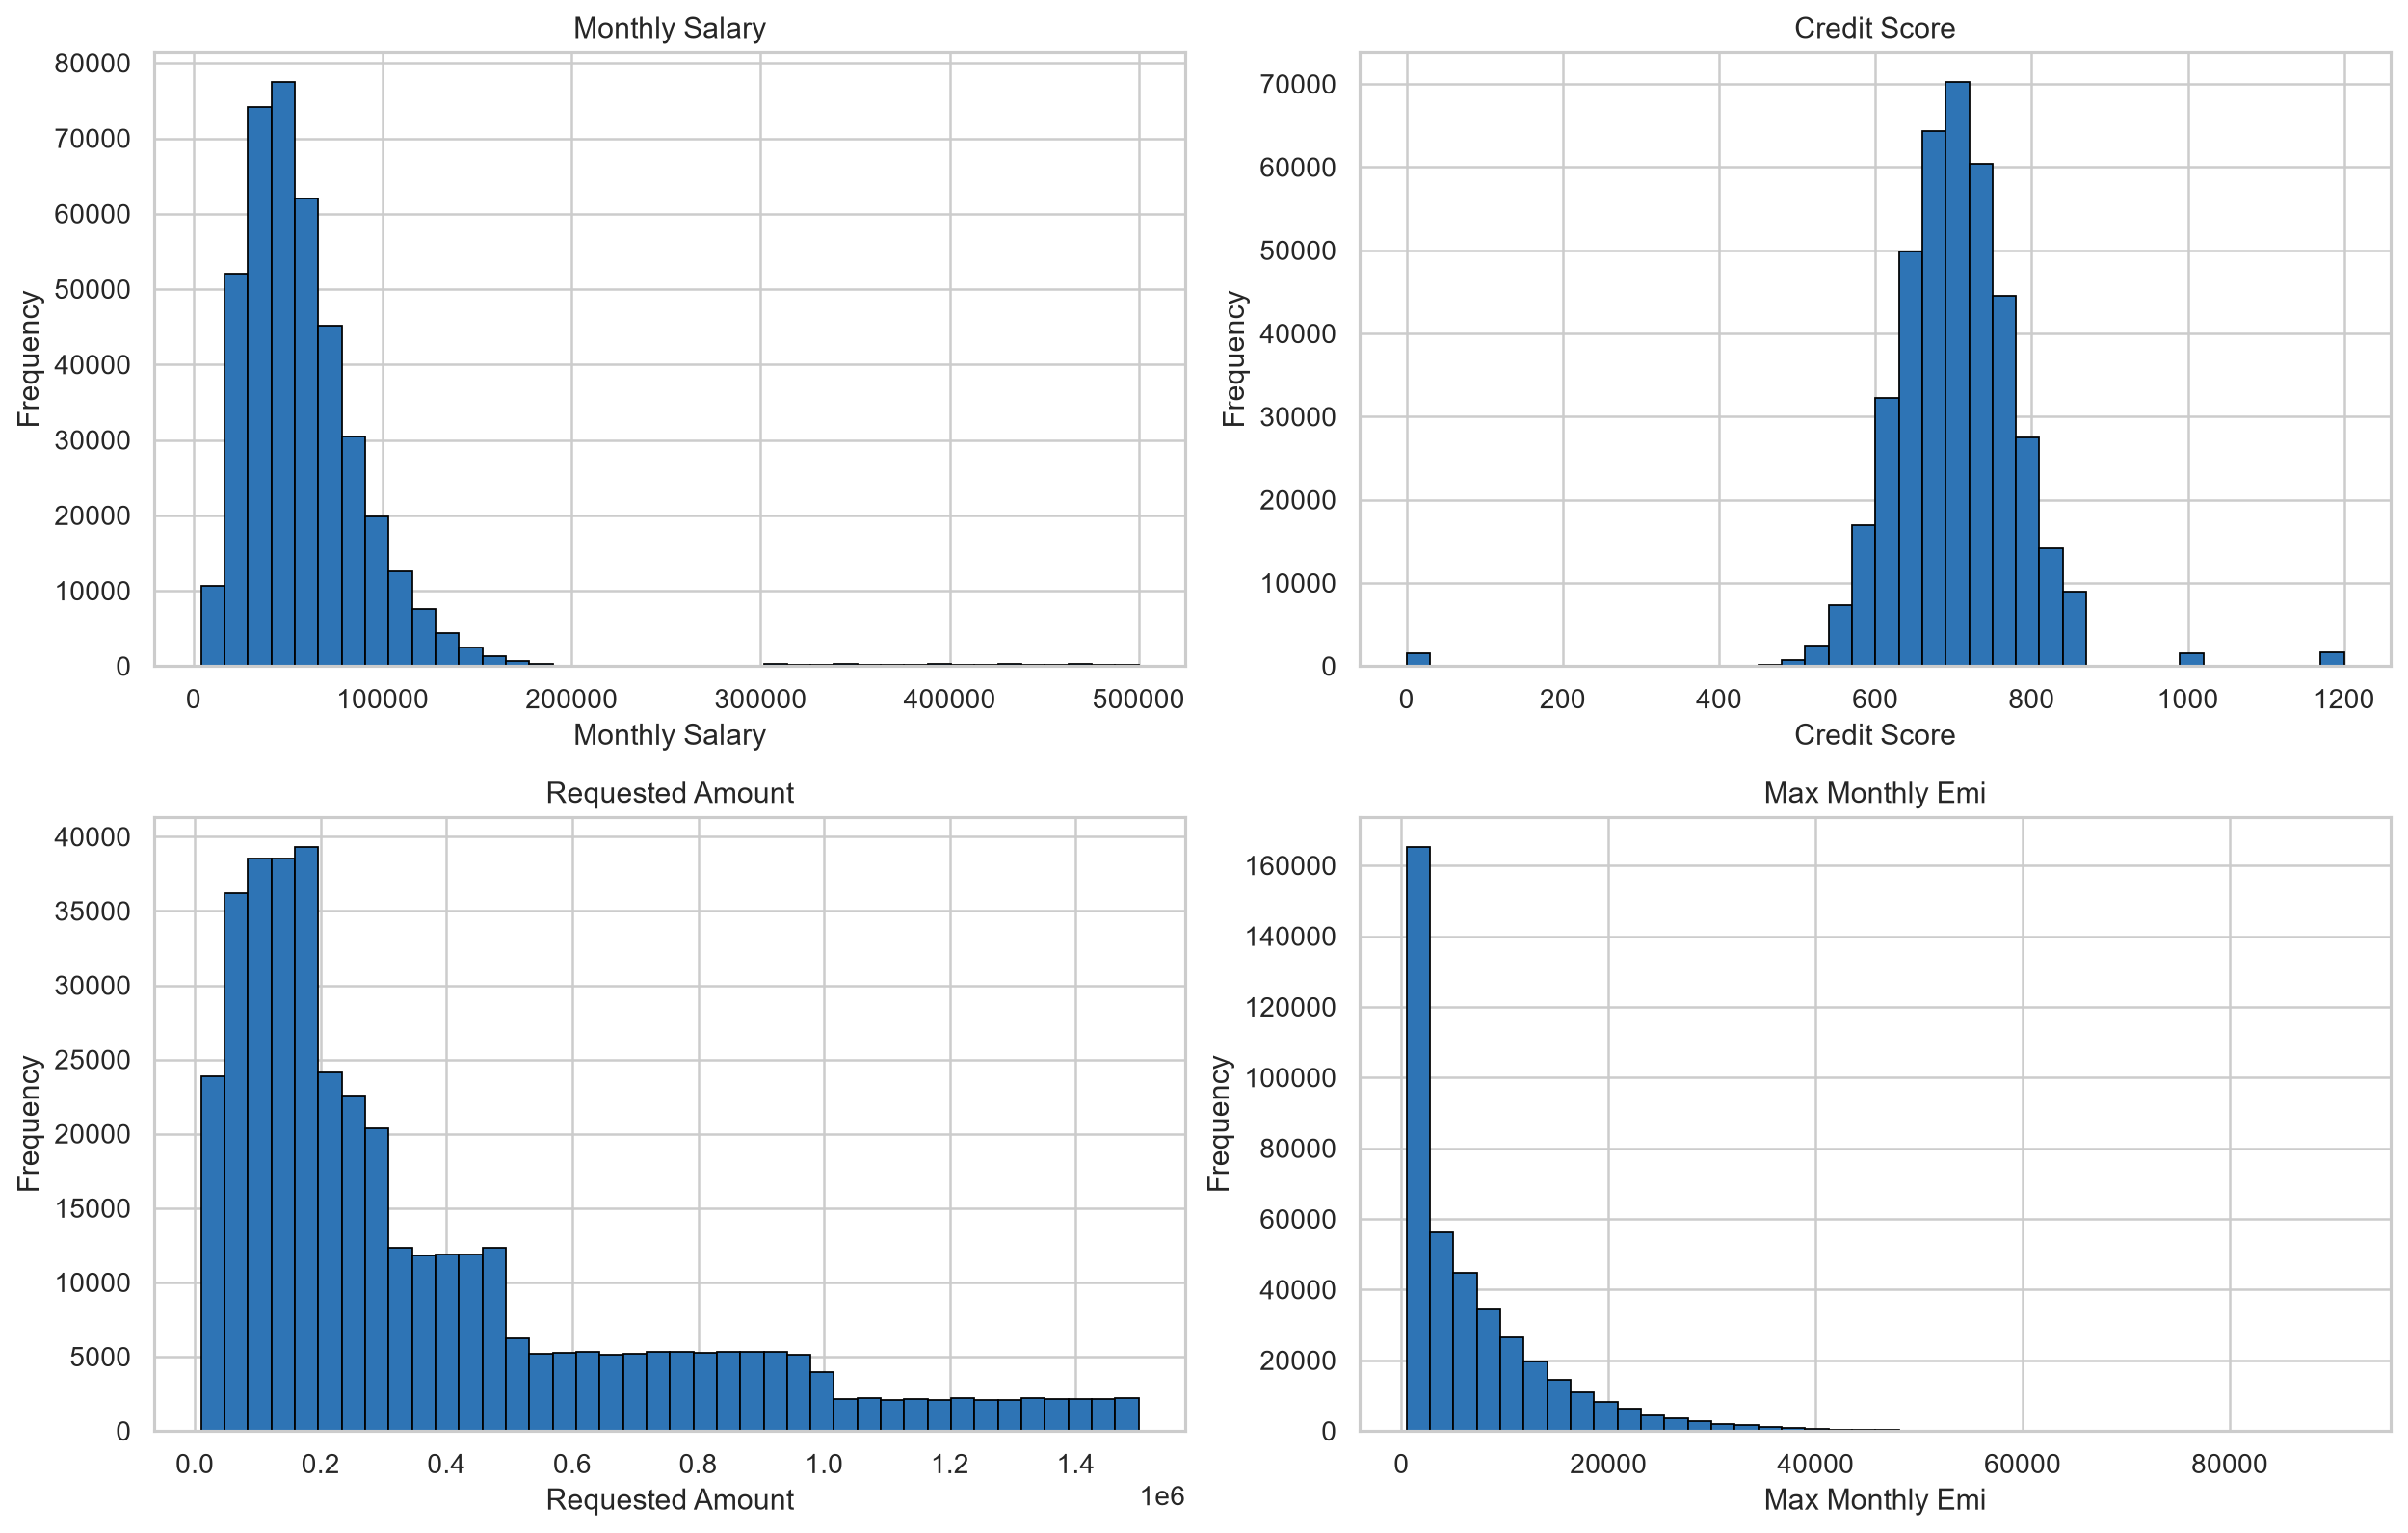 Monthly Salary
80000
70000
60000
50000
40000
30000
20000
10000
0
Frequency
0 100000 200000 300000 400000 500000
Monthly Salary
Credit Score
70000
60000
50000
40000
30000
20000
10000
0
Frequency
0 200 400 600 800 1000 1200
Credit Score
Requested Amount
40000
35000
30000
25000
20000
15000
10000
5000
0
Frequency
0.0 0.2 0.4 0.6 0.8 1.0 1.2 1.4
1e6
Requested Amount
Max Monthly Emi
160000
140000
120000
100000
80000
60000
40000
20000
0
Frequency
0 20000 40000 60000 80000
Max Monthly Emi